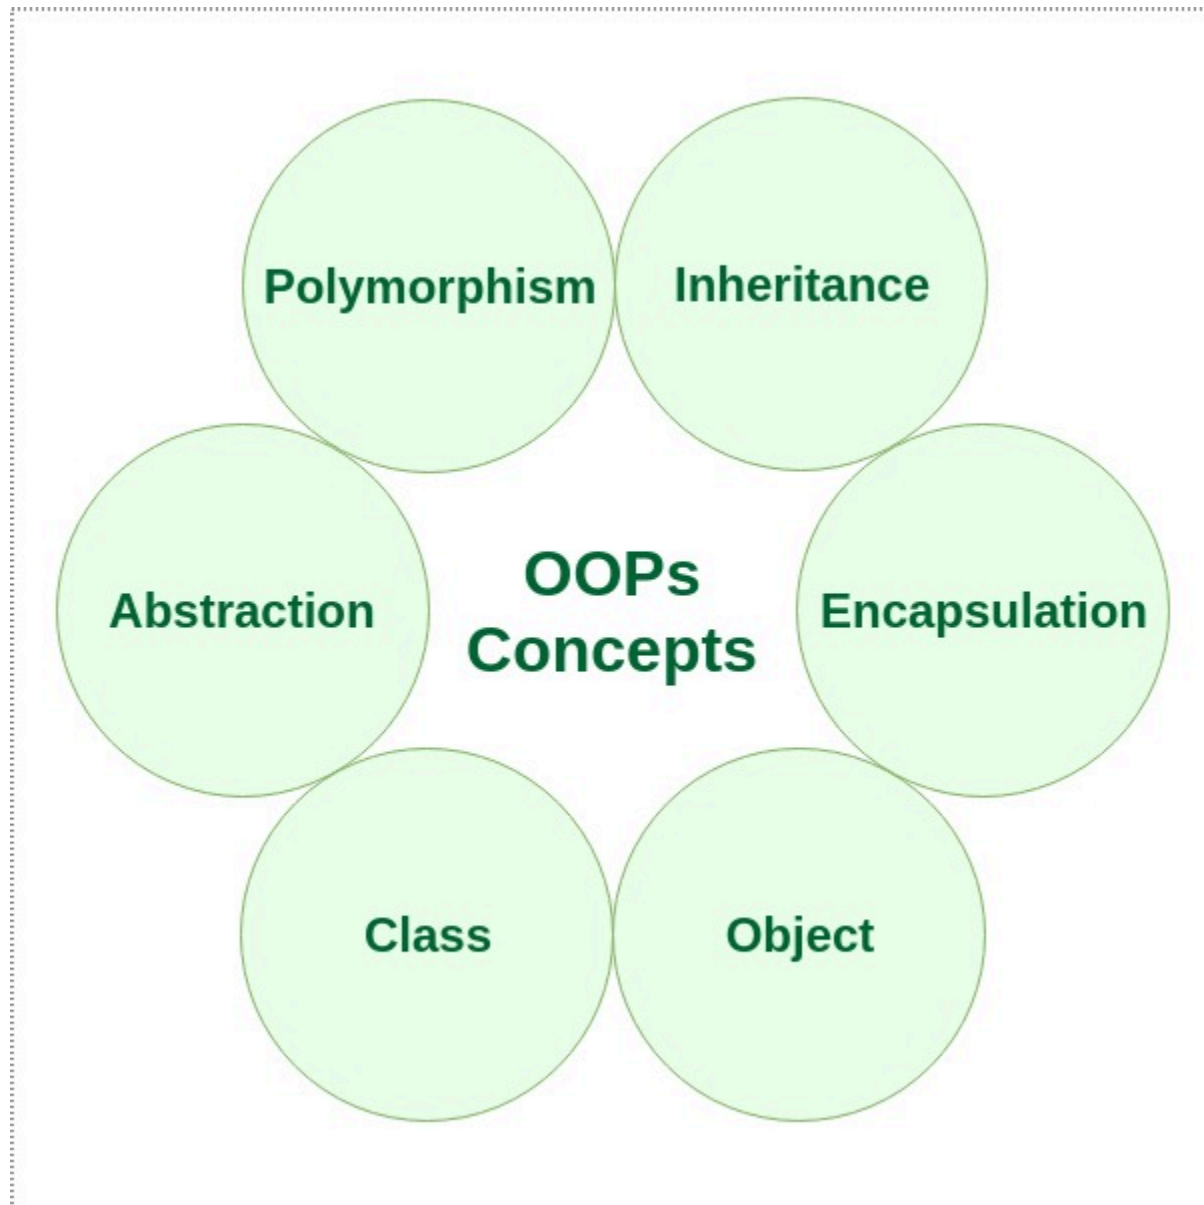 Polymorphism
Inheritance
Abstraction
OOPs
Concepts
Encapsulation
Class
Object